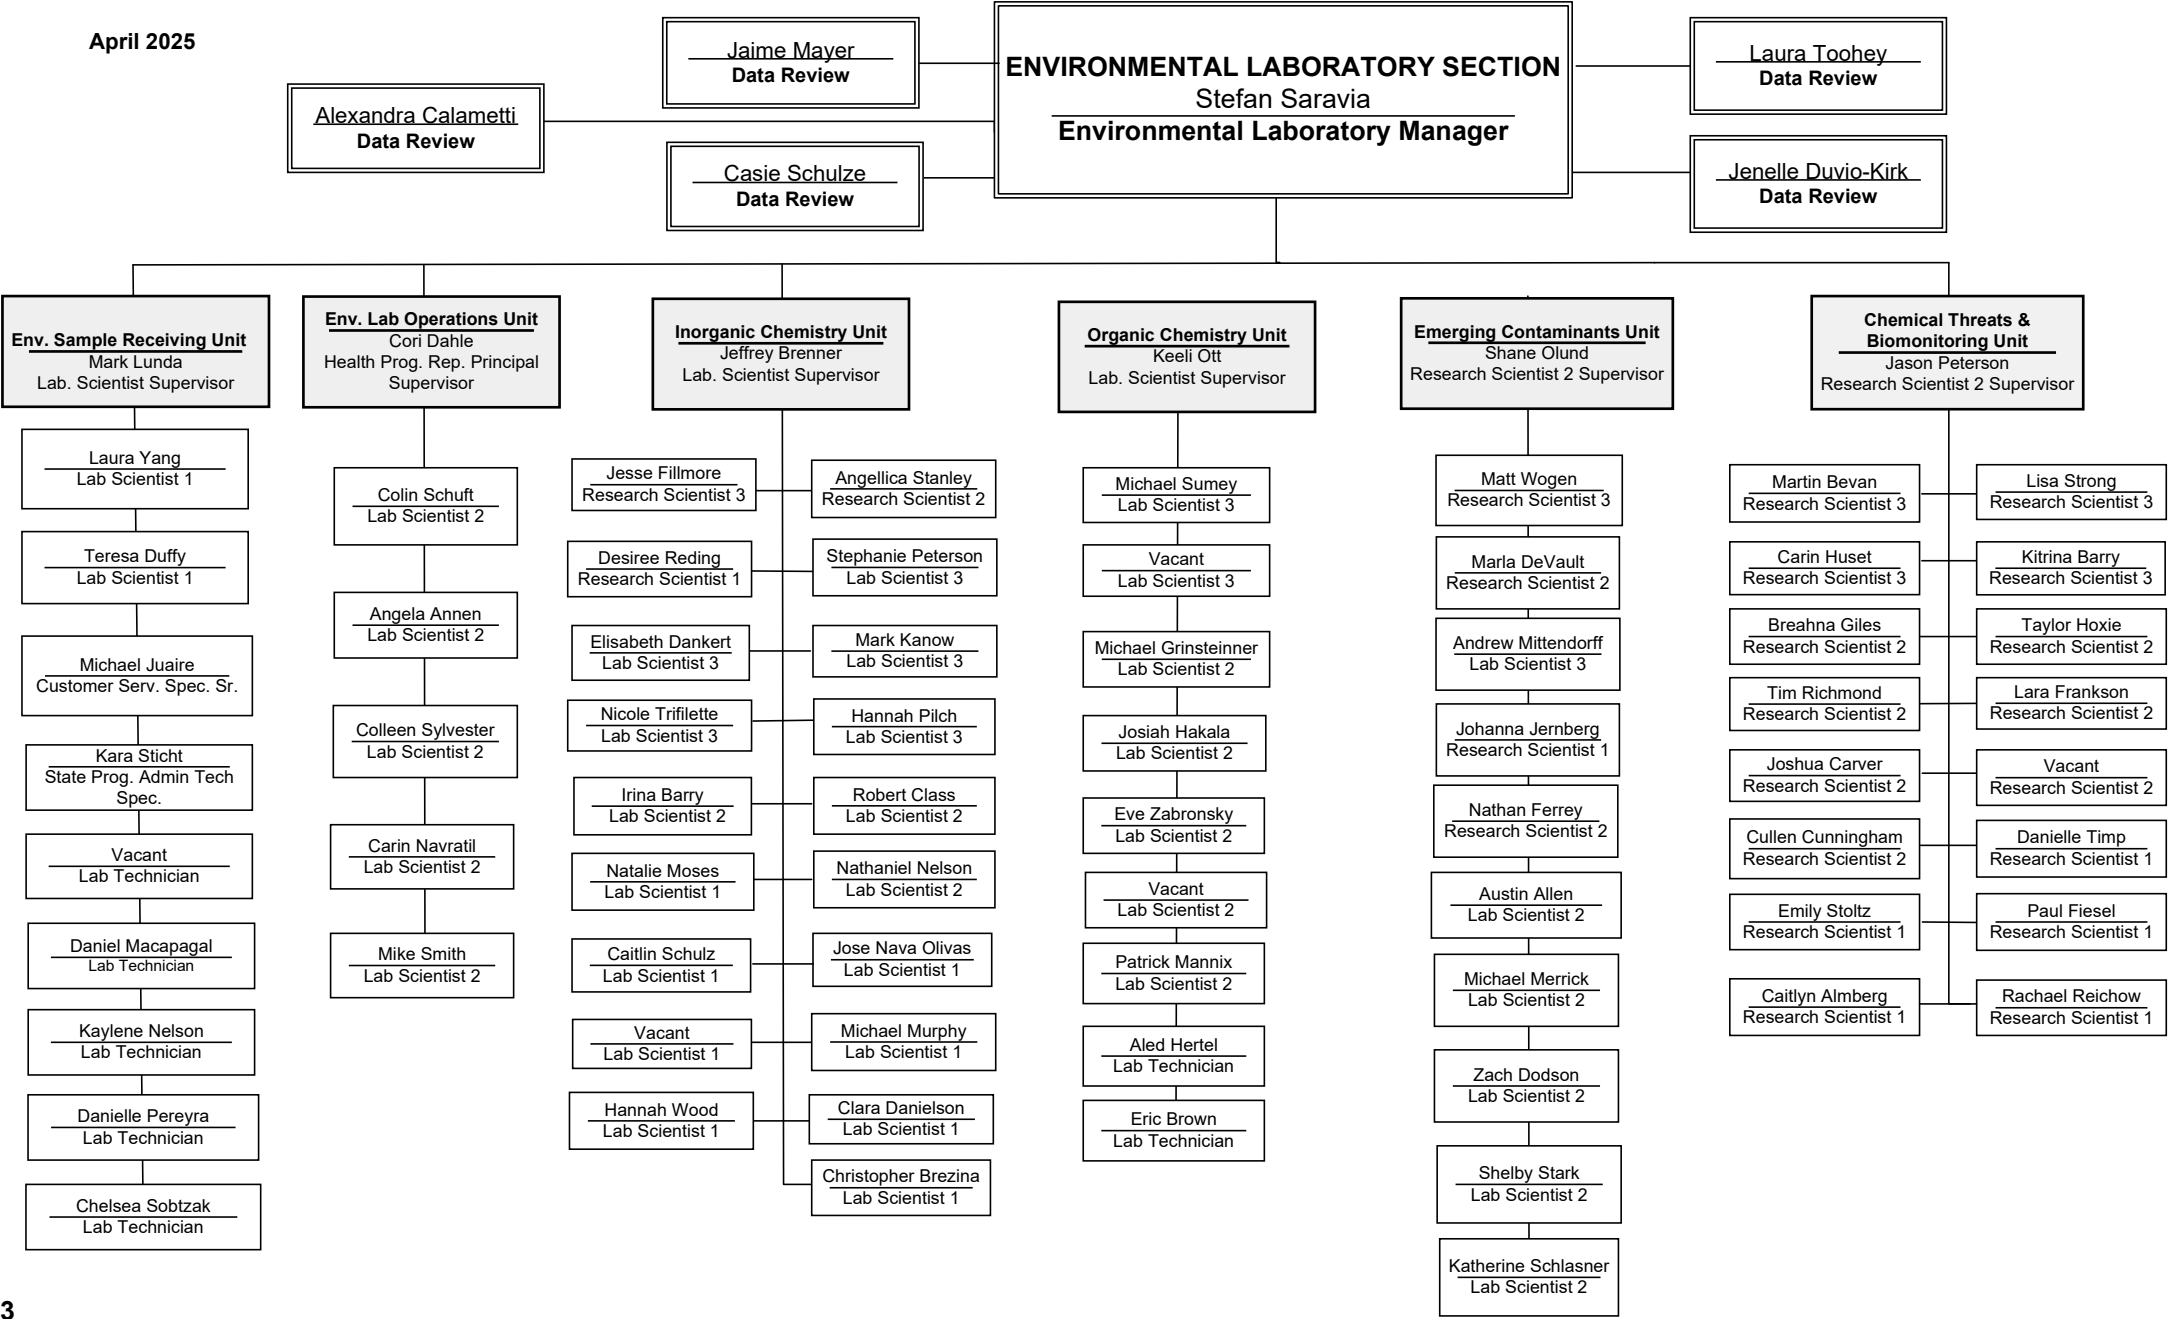 April 2025
Jaime Mayer
Data Review
Alexandra Calametti
Data Review
Casie Schulze
Data Review
ENVIRONMENTAL LABORATORY SECTION
Stefan Saravia
Environmental Laboratory Manager
Laura Toohey
Data Review
Jenelle Duvio-Kirk
Data Review
Env. Sample Receiving Unit
Mark Lunda
Lab. Scientist Supervisor
Laura Yang
Lab Scientist 1
Teresa Duffy
Lab Scientist 1
Michael Juaire
Customer Serv. Spec. Sr.
Kara Sticht
State Prog. Admin Tech
Spec.
Vacant
Lab Technician
Daniel Macapagal
Lab Technician
Kaylene Nelson
Lab Technician
Danielle Pereyra
Lab Technician
Chelsea Sobtzak
Lab Technician
Env. Lab Operations Unit
Cori Dahle
Health Prog. Rep. Principal
Supervisor
Colin Schuft
Lab Scientist 2
Angela Annen
Lab Scientist 2
Colleen Sylvester
Lab Scientist 2
Carin Navratil
Lab Scientist 2
Mike Smith
Lab Scientist 2
Inorganic Chemistry Unit
Jeffrey Brenner
Lab. Scientist Supervisor
Jesse Fillmore
Research Scientist 3
Angellica Stanley
Research Scientist 2
Desiree Reding
Research Scientist 1
Stephanie Peterson
Lab Scientist 3
Elisabeth Dankert
Lab Scientist 3
Mark Kanow
Lab Scientist 3
Nicole Trifilette
Lab Scientist 3
Hannah Pilch
Lab Scientist 3
Irina Barry
Lab Scientist 2
Robert Class
Lab Scientist 2
Natalie Moses
Lab Scientist 1
Nathaniel Nelson
Lab Scientist 2
Caitlin Schulz
Lab Scientist 1
Jose Nava Olivas
Lab Scientist 1
Vacant
Lab Scientist 1
Michael Murphy
Lab Scientist 1
Hannah Wood
Lab Scientist 1
Clara Danielson
Lab Scientist 1
Christopher Brezina
Lab Scientist 1
Organic Chemistry Unit
Keeli Ott
Lab. Scientist Supervisor
Michael Sumey
Lab Scientist 3
Vacant
Lab Scientist 3
Michael Grinsteinner
Lab Scientist 2
Josiah Hakala
Lab Scientist 2
Eve Zabronsky
Lab Scientist 2
Vacant
Lab Scientist 2
Patrick Mannix
Lab Scientist 2
Aled Hertel
Lab Technician
Eric Brown
Lab Technician
Emerging Contaminants Unit
Shane Olund
Research Scientist 2 Supervisor
Matt Wogen
Research Scientist 3
Marla DeVault
Research Scientist 2
Andrew Mittendorff
Lab Scientist 3
Johanna Jernberg
Research Scientist 1
Nathan Ferrey
Research Scientist 2
Austin Allen
Lab Scientist 2
Michael Merrick
Lab Scientist 2
Zach Dodson
Lab Scientist 2
Shelby Stark
Lab Scientist 2
Katherine Schlasner
Lab Scientist 2
Chemical Threats &
Biomonitoring Unit
Jason Peterson
Research Scientist 2 Supervisor
Martin Bevan
Research Scientist 3
Lisa Strong
Research Scientist 3
Carin Huset
Research Scientist 3
Kitrina Barry
Research Scientist 3
Breahna Giles
Research Scientist 2
Taylor Hoxie
Research Scientist 2
Tim Richmond
Research Scientist 2
Lara Frankson
Research Scientist 2
Joshua Carver
Research Scientist 2
Vacant
Research Scientist 2
Cullen Cunningham
Research Scientist 2
Danielle Timp
Research Scientist 1
Emily Stoltz
Research Scientist 1
Paul Fiesel
Research Scientist 1
Caitlyn Almberg
Research Scientist 1
Rachael Reichow
Research Scientist 1
3